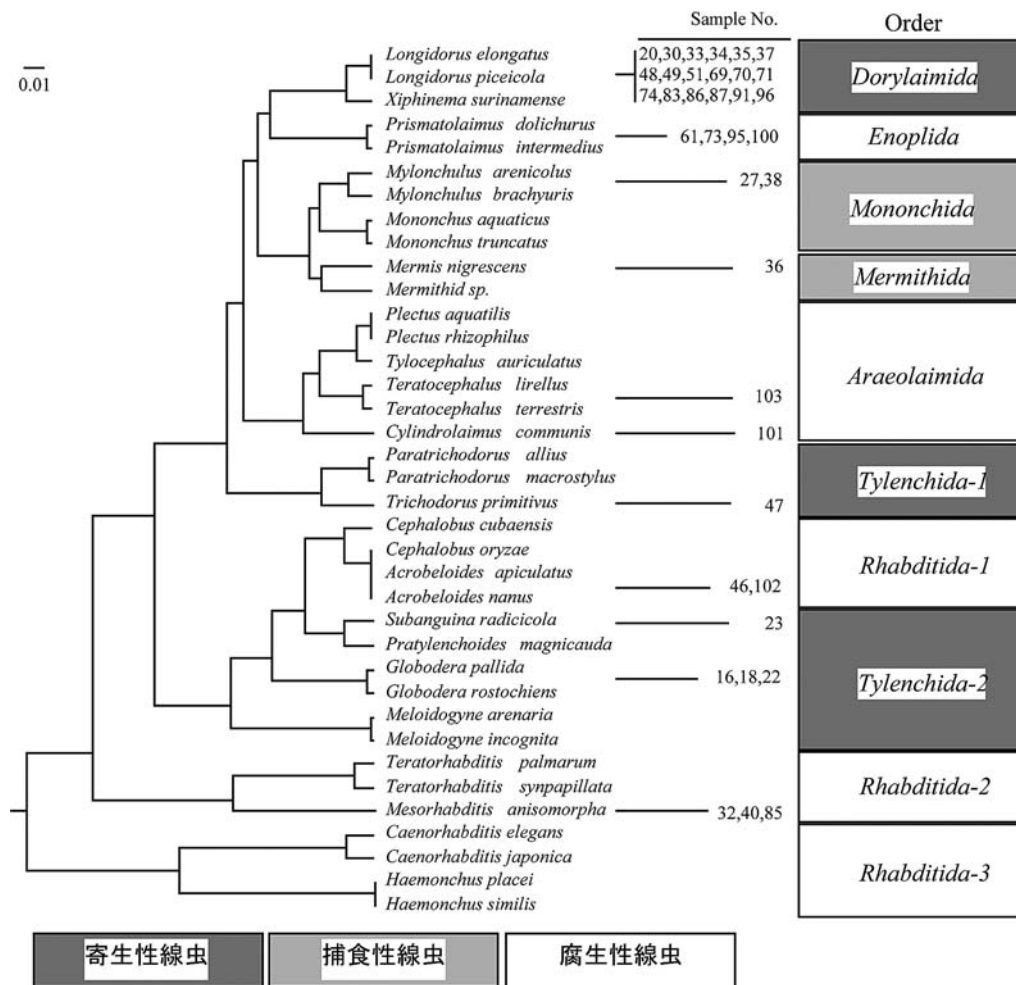 Sample No.
Order
0.01
Longidorus elongatus
Longidorus piceicola
Xiphinema surinamense
20,30,33,34,35,37
48,49,51,69,70,71
74,83,86,87,91,96
Dorylaimida
Prismatolaimus dolichurus
Prismatolaimus intermedius
61,73,95,100
Enoplida
Mylonchulus arenicolus
Mylonchulus brachyuris
27,38
Mononchus aquaticus
Mononchus truncatus
Mononchida
Mermis nigrescens
Mermithid sp.
36
Mermithida
Plectus aquatilis
Plectus rhizophilus
Tylocephalus auriculatus
Teratocephalus lirellus
Teratocephalus terrestris
103
Cylindrolaimus communis
101
Araeolaimida
Paratrichodorus allius
Paratrichodorus macrostylus
Trichodorus primitivus
47
Tylenchida-1
Cephalobus cubaensis
Cephalobus oryzae
Acrobeloides apiculatus
Acrobeloides nanus
46,102
Rhabditida-1
Subanguina radicicola
23
Pratylenchoides magnicauda
Globodera pallida
Globodera rostochiens
16,18,22
Meloidogyne arenaria
Meloidogyne incognita
Tylenchida-2
Teratorhabditis palmarum
Teratorhabditis synpapillata
Mesorhabditis anisomorpha
32,40,85
Rhabditida-2
Caenorhabditis elegans
Caenorhabditis japonica
Haemonchus placei
Haemonchus similis
Rhabditida-3
寄生性線虫
捕食性線虫
腐生性線虫